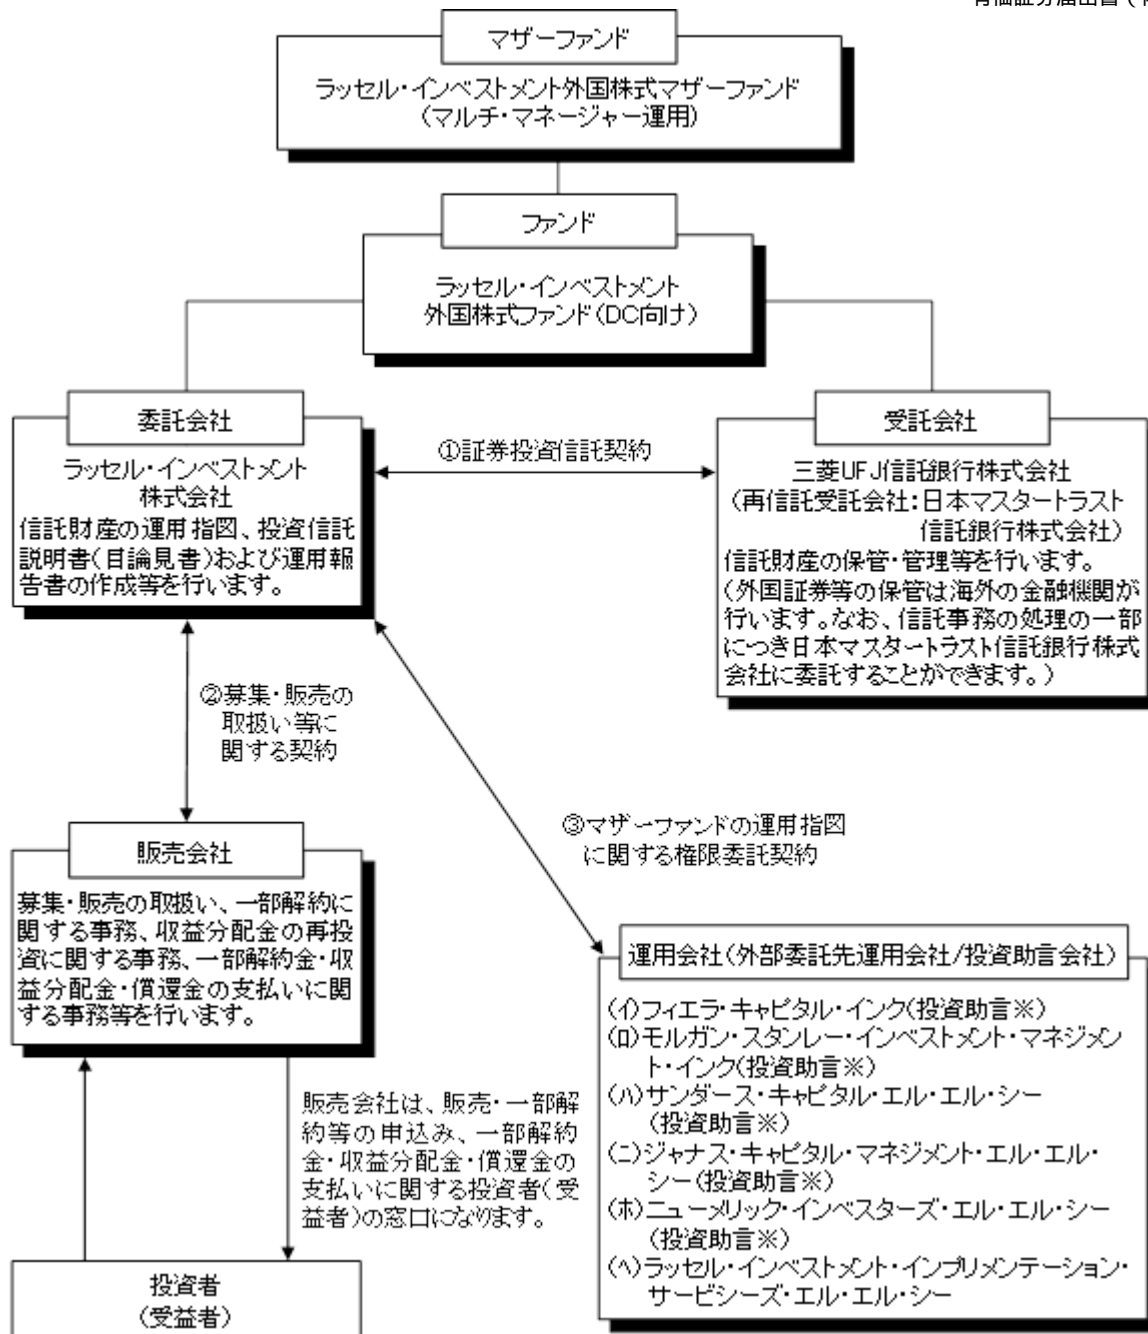 マザーファンド
ラッセル・インベストメント外国株式マザーファンド
(マルチ・マネージャー運用)
ファンド
ラッセル・インベストメント
外国株式ファンド(DC向け)
委託会社
ラッセル・インベストメント
株式会社
信託財産の運用指図、投資信託
説明書(目論見書)および運用報
告書の作成等を行います。
①証券投資信託契約
受託会社
三菱UFJ信託銀行株式会社
(再信託受託会社:日本マスタートラスト
信託銀行株式会社)
信託財産の保管・管理等を行います。
(外国証券等の保管は海外の金融機関が
行います。なお、信託事務の処理の一部
につき日本マスタートラスト信託銀行株式
会社に委託することができます。)
②募集・販売の
取扱い等に
関する契約
③マザーファンドの運用指図
に関する権限委託契約
販売会社
募集・販売の取扱い、一部解約に
関する事務、収益分配金の再投
資に関する事務、一部解約金・収
益分配金・償還金の支払いに関
する事務等を行います。
販売会社は、販売・一部解
約等の申込み、一部解約
金・収益分配金・償還金の
支払いに関する投資者(受
益者)の窓口になります。
投資者
(受益者)
運用会社(外部委託先運用会社/投資助言会社)
(イ)フィエラ・キャピタル・インク(投資助言※)
(ロ)モルガン・スタンレー・インベストメント・マネジメン
ト・インク(投資助言※)
(ハ)サンダース・キャピタル・エル・エル・シー
(投資助言※)
(ニ)ジャナス・キャピタル・マネジメント・エル・エル・
シー(投資助言※)
(ホ)ニューメリック・インベスターズ・エル・エル・シー
(投資助言※)
(ヘ)ラッセル・インベストメント・インプリメンテーション・
サービシーズ・エル・エル・シー